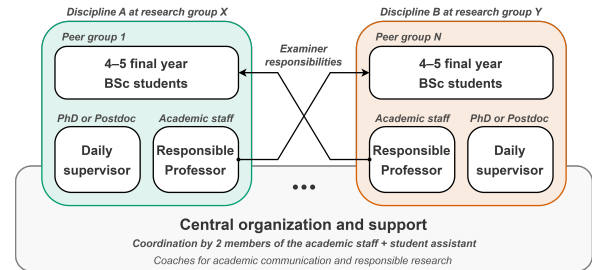 Discipline A at research group X
Discipline B at research group Y
Peer group 1
4–5 final year
BSc students
Examiner
responsibilities
Peer group N
4–5 final year
BSc students
PhD or Postdoc
Academic staff
Daily
supervisor
Responsible
Professor
Academic staff
PhD or Postdoc
Responsible
Professor
Daily
supervisor
•••
Central organization and support
Coordination by 2 members of the academic staff + student assistant
Coaches for academic communication and responsible research